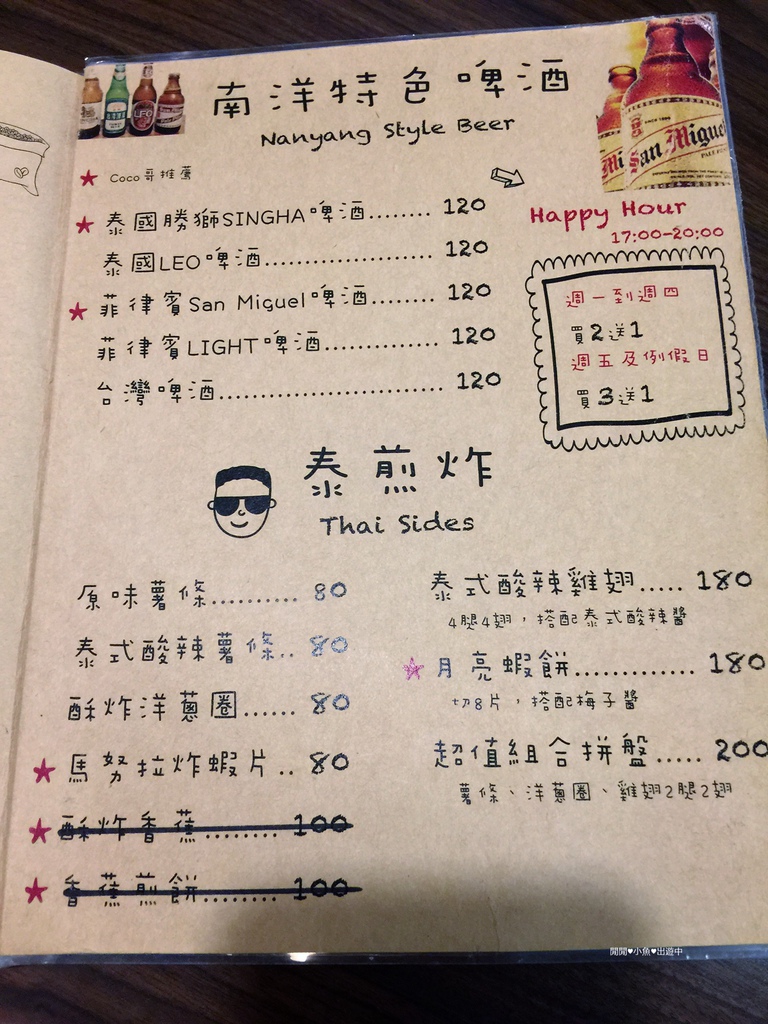 南洋特色啤酒
Nanyang Style Beer
San Miguel
★ Coco哥推薦
★ 泰國勝獅SINGHA啤酒........ 120
泰國LEO啤酒.................... 120
★ 菲律賓San Miguel啤酒........ 120
菲律賓LIGHT啤酒............. 120
台灣啤酒........................... 120
Happy Hour
17:00-20:00
週一到週四
買2送1
週五及例假日
買3送1
泰煎炸
Thai Sides
原味薯條.......... 80
泰式酸辣薯條.. 80
酥炸洋蔥圈...... 80
★ 馬努拉炸蝦片.. 80
★ 酥炸香蕉........ 100
★ 香蕉煎餅........ 100
泰式酸辣雞翅..... 180
4腿4翅，搭配泰式酸辣醬
★ 月亮蝦餅............. 180
切8片，搭配梅子醬
超值組合拼盤..... 200
薯條、洋蔥圈、雞翅2腿2翅
閒閒♥小魚♥出遊中